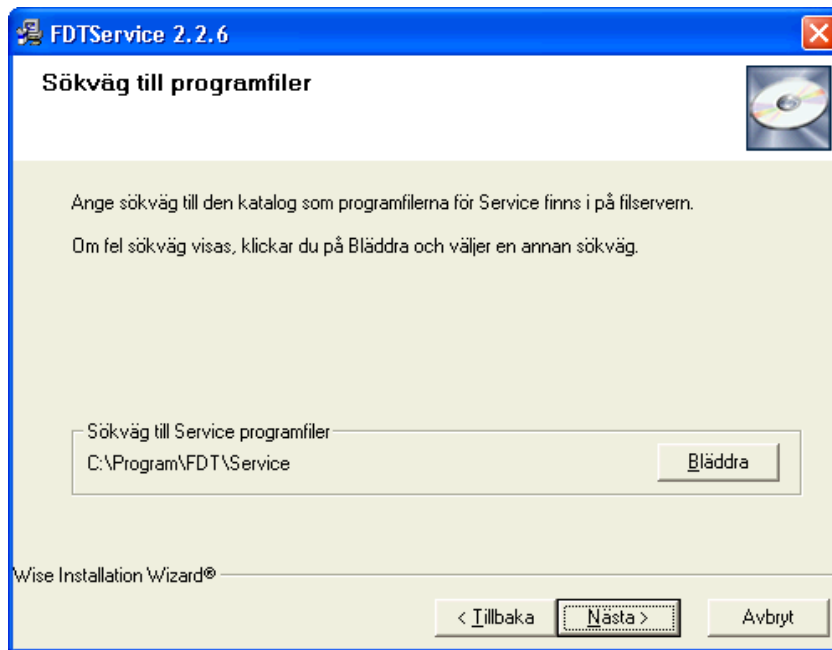 FDTService 2.2.6
Sökväg till programfiler
Ange sökväg till den katalog som programfilerna för Service finns i på filservern.
Om fel sökväg visas, klickar du på Bläddra och väljer en annan sökväg.
Sökväg till Service programfiler
C:\Program\FDT\Service
Bläddra
Wise Installation Wizard®
< Tillbaka
Nästa >
Avbryt